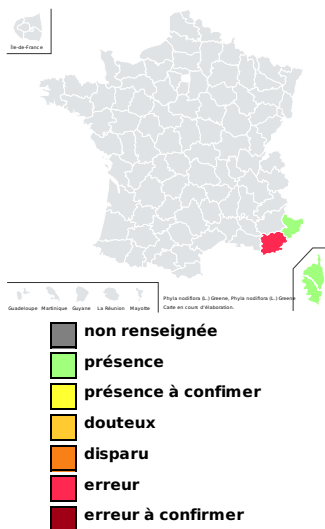 Île-de-France
Guadeloupe Martinique Guyane La Réunion Mayotte
Phyla nodiflora (L.) Greene, Phyla nodiflora (L.) Greene
Carte en cours d'élaboration.
non renseignée
présence
présence à confimer
douteux
disparu
erreur
erreur à confirmer